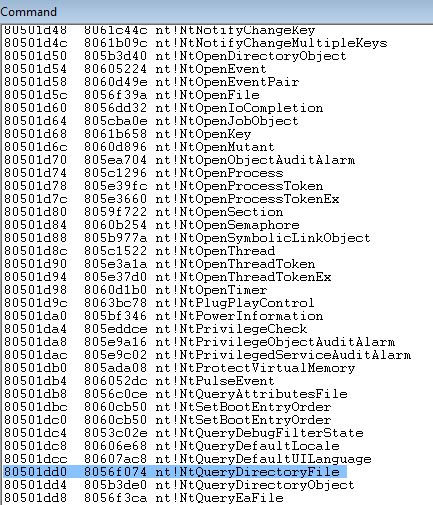 Command
80501d48 8061c44c nt!NtNotifyChangeKey
80501d4c 8061b09c nt!NtNotifyChangeMultipleKeys
80501d50 805b3d40 nt!NtOpenDirectoryObject
80501d54 80605224 nt!NtOpenEvent
80501d58 8060d49e nt!NtOpenEventPair
80501d5c 8056f39a nt!NtOpenFile
80501d60 8056dd32 nt!NtOpenIoCompletion
80501d64 805cba0e nt!NtOpenJobObject
80501d68 8061b658 nt!NtOpenKey
80501d6c 8060d896 nt!NtOpenMutant
80501d70 805ea704 nt!NtOpenObjectAuditAlarm
80501d74 805c1296 nt!NtOpenProcess
80501d78 805e39fc nt!NtOpenProcessToken
80501d7c 805e3660 nt!NtOpenProcessTokenEx
80501d80 8059f722 nt!NtOpenSection
80501d84 8060b254 nt!NtOpenSemaphore
80501d88 805b977a nt!NtOpenSymbolicLinkObject
80501d8c 805c1522 nt!NtOpenThread
80501d90 805e3a1a nt!NtOpenThreadToken
80501d94 805e37d0 nt!NtOpenThreadTokenEx
80501d98 8060d1b0 nt!NtOpenTimer
80501d9c 8063bc78 nt!NtPlugPlayControl
80501da0 805bf346 nt!NtPowerInformation
80501da4 805eddce nt!NtPrivilegeCheck
80501da8 805e9a16 nt!NtPrivilegeObjectAuditAlarm
80501dac 805e9c02 nt!NtPrivilegedServiceAuditAlarm
80501db0 805ada08 nt!NtProtectVirtualMemory
80501db4 806052dc nt!NtPulseEvent
80501db8 8056c0ce nt!NtQueryAttributesFile
80501dbc 8060cb50 nt!NtSetBootEntryOrder
80501dc0 8060cb50 nt!NtSetBootEntryOrder
80501dc4 8053c02e nt!NtQueryDebugFilterState
80501dc8 80606e68 nt!NtQueryDefaultLocale
80501dcc 80607ac8 nt!NtQueryDefaultUILanguage
80501dd0 8056f074 nt!NtQueryDirectoryFile
80501dd4 805b3de0 nt!NtQueryDirectoryObject
80501dd8 8056f3ca nt!NtQueryEaFile